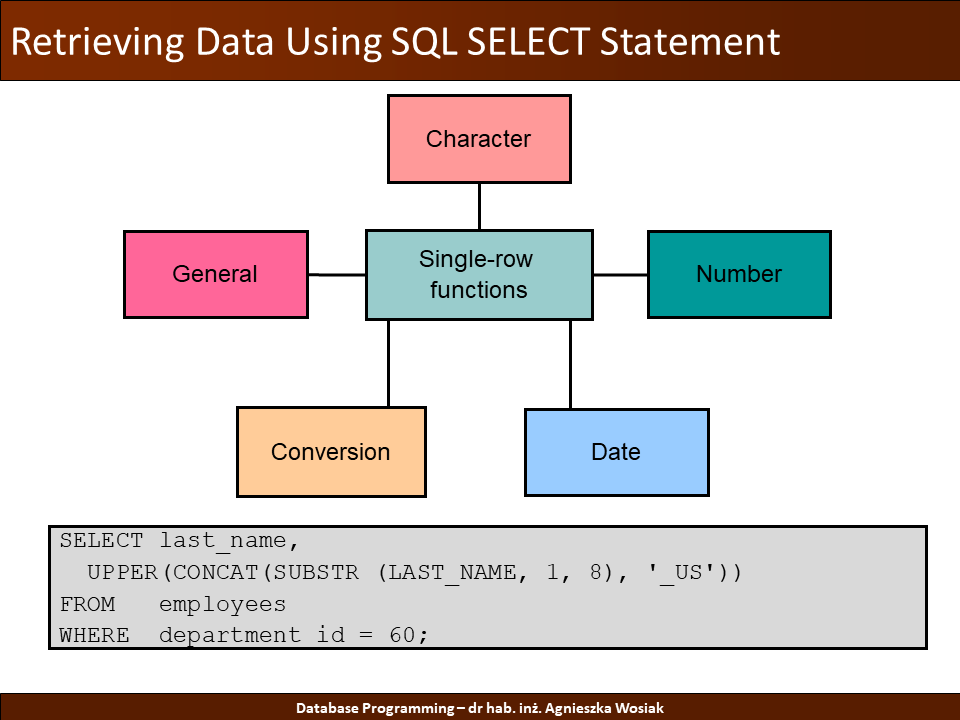 Retrieving Data Using SQL SELECT Statement
Character
General
Single-row
functions
Number
Conversion
Date
SELECT last_name,
  UPPER(CONCAT(SUBSTR (LAST_NAME, 1, 8), '_US'))
FROM   employees
WHERE  department_id = 60;
Database Programming – dr hab. inż. Agnieszka Wosiak